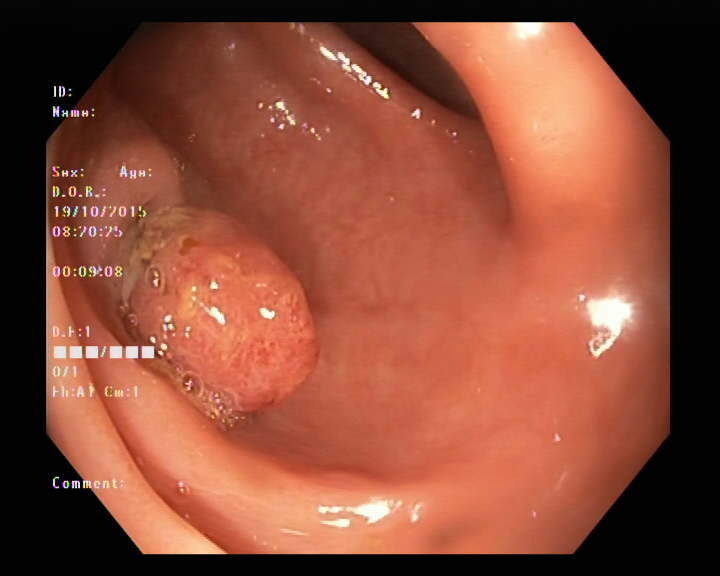 ID:
Name:
Sex: Age:
D.O.B.:
19/10/2015
08:20:25
00:09:08
D.F:1
■■■/■■■
0/1
Eh:A1 Cm:1
Comment: